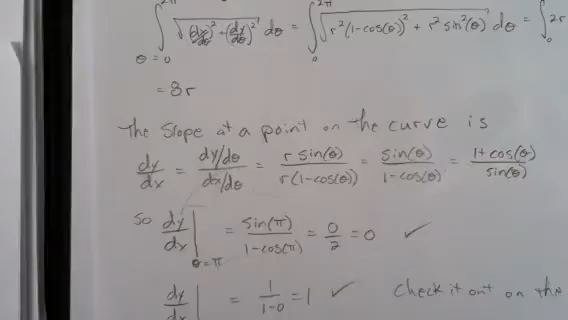 ∫_{θ=0}^{2π} √((dx/dθ)² + (dy/dθ)²) dθ = ∫_0^{2π} √(r²(1-cos(θ))² + r² sin²(θ)) dθ = ∫_0 2r
= 8r
The slope at a point on the curve is
dy/dx = (dy/dθ)/(dx/dθ) = r sin(θ)/r(1-cos(θ)) = sin(θ)/1-cos(θ) = 1+cos(θ)/sin(θ)
so dy/dx |_{θ=π} = sin(π)/1-cos(π) = 0/2 = 0 ✓
dy/dx | = 1/1-0 = 1 ✓ Check it out on the